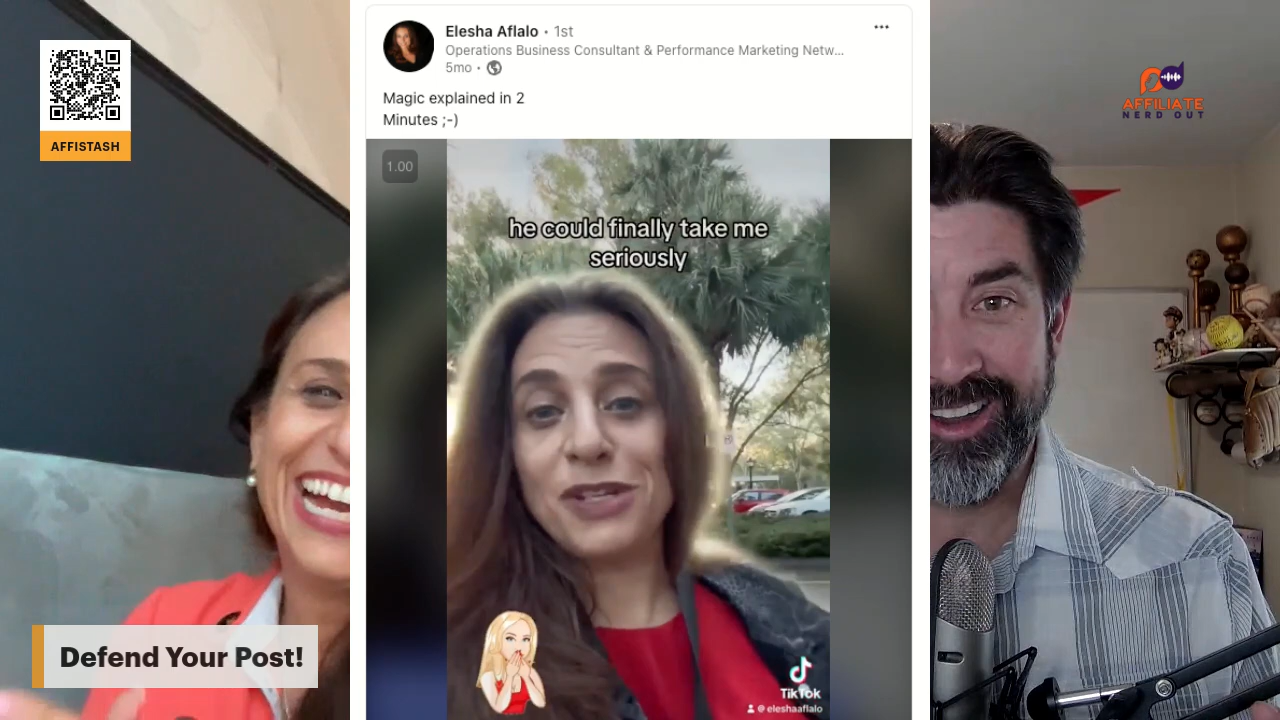 AFFISTASH
Defend Your Post!
Elesha Aflalo • 1st
Operations Business Consultant & Performance Marketing Netw...
5mo •
Magic explained in 2
Minutes ;-)
1.00
he could finally take me
seriously
TikTok
@eleshaaflalo
AFFILIATE
NERD OUT